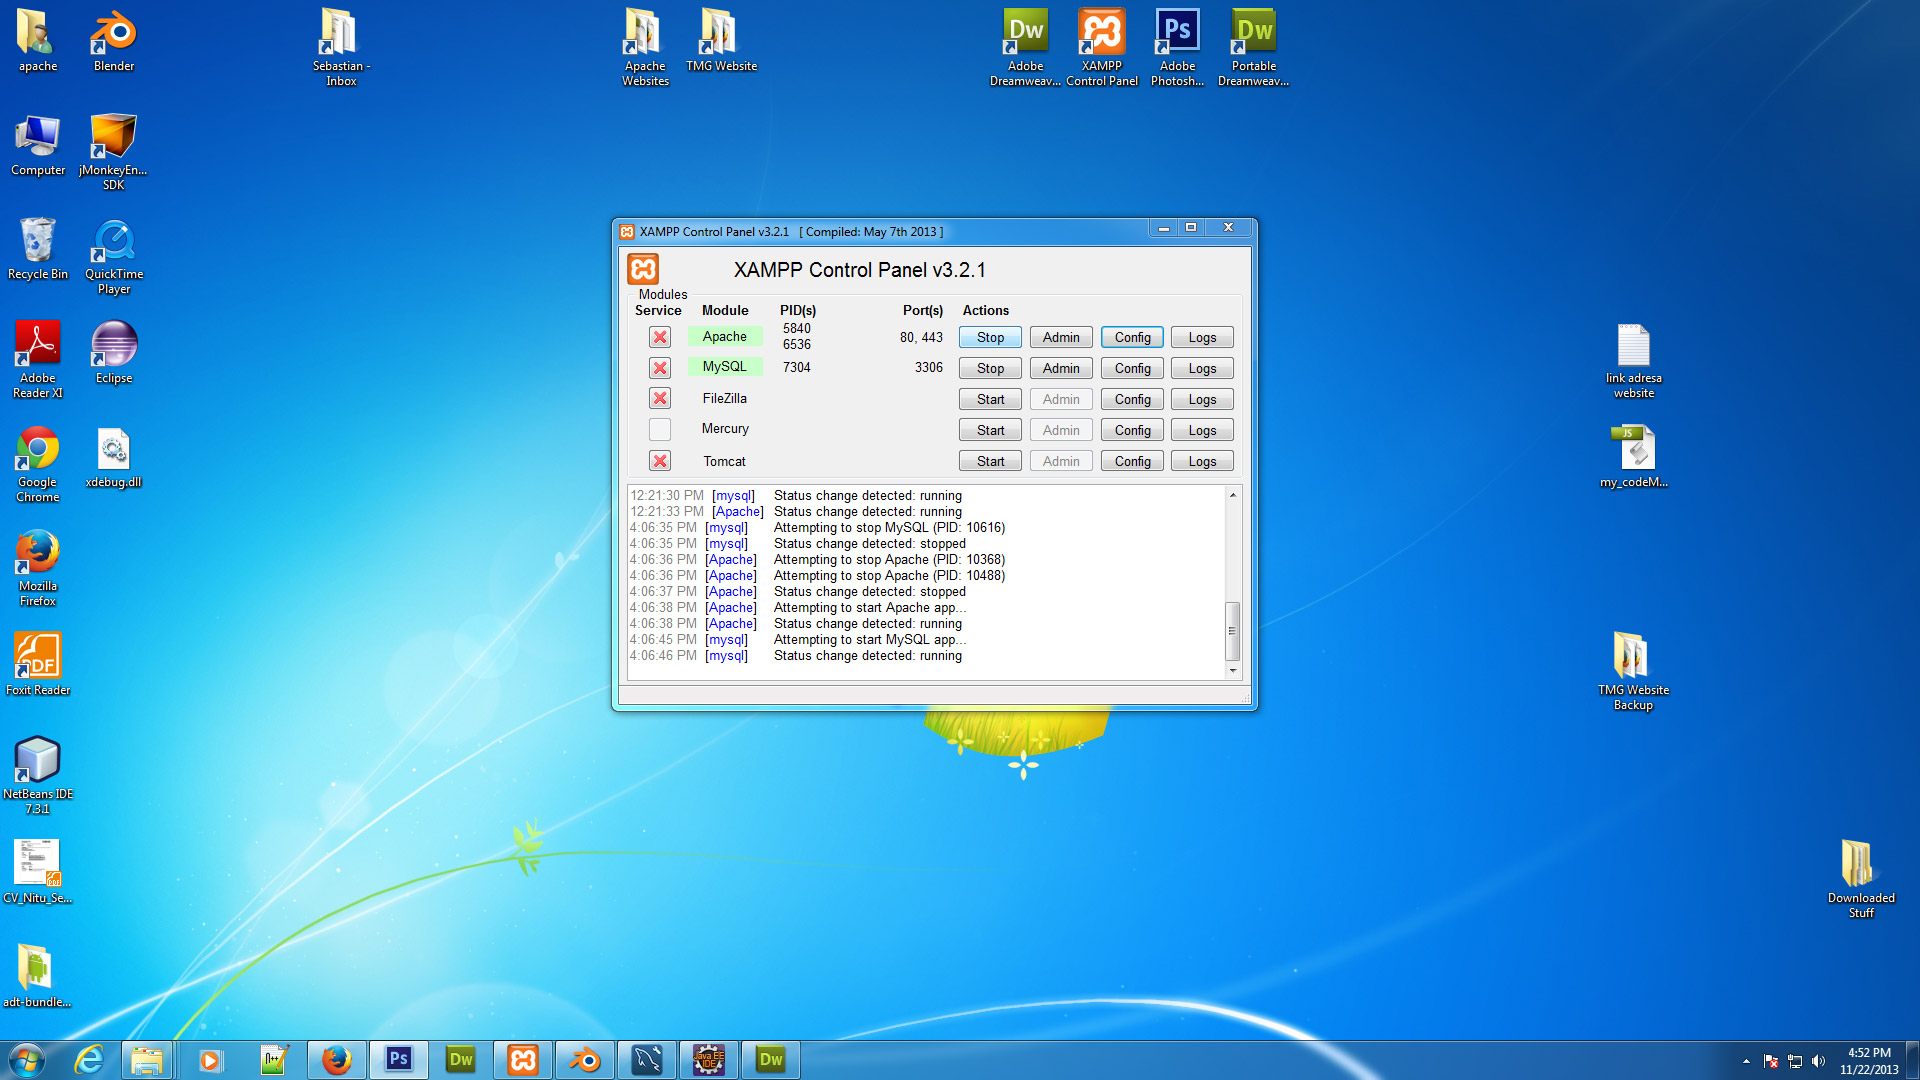 apache
Blender
Sebastian -
Inbox
Apache
Websites
TMG Website
Dw
Adobe
Dreamweav...
XAMPP
Control Panel
Ps
Adobe
Photosh...
Dw
Portable
Dreamweav...
Computer
jMonkeyEn...
SDK
Recycle Bin
QuickTime
Player
Adobe
Reader XI
Eclipse
Google
Chrome
xdebug.dll
Mozilla
Firefox
PDF
Foxit Reader
NetBeans IDE
7.3.1
PDF
CV_Nitu_Se...
adt-bundle...
XAMPP Control Panel v3.2.1 [ Compiled: May 7th 2013 ]
XAMPP Control Panel v3.2.1
Modules
Service Module PID(s) Port(s) Actions
Apache 5840 6536 80, 443 Stop Admin Config Logs
MySQL 7304 3306 Stop Admin Config Logs
FileZilla Start Admin Config Logs
Mercury Start Admin Config Logs
Tomcat Start Admin Config Logs
12:21:30 PM [mysql] Status change detected: running
12:21:33 PM [Apache] Status change detected: running
4:06:35 PM [mysql] Attempting to stop MySQL (PID: 10616)
4:06:35 PM [mysql] Status change detected: stopped
4:06:36 PM [Apache] Attempting to stop Apache (PID: 10368)
4:06:36 PM [Apache] Attempting to stop Apache (PID: 10488)
4:06:37 PM [Apache] Status change detected: stopped
4:06:38 PM [Apache] Attempting to start Apache app...
4:06:38 PM [Apache] Status change detected: running
4:06:45 PM [mysql] Attempting to start MySQL app...
4:06:46 PM [mysql] Status change detected: running
link adresa
website
JS
my_codeM...
TMG Website
Backup
Downloaded
Stuff
Ps
Dw
Java EE
IDE
Dw
4:52 PM
11/22/2013